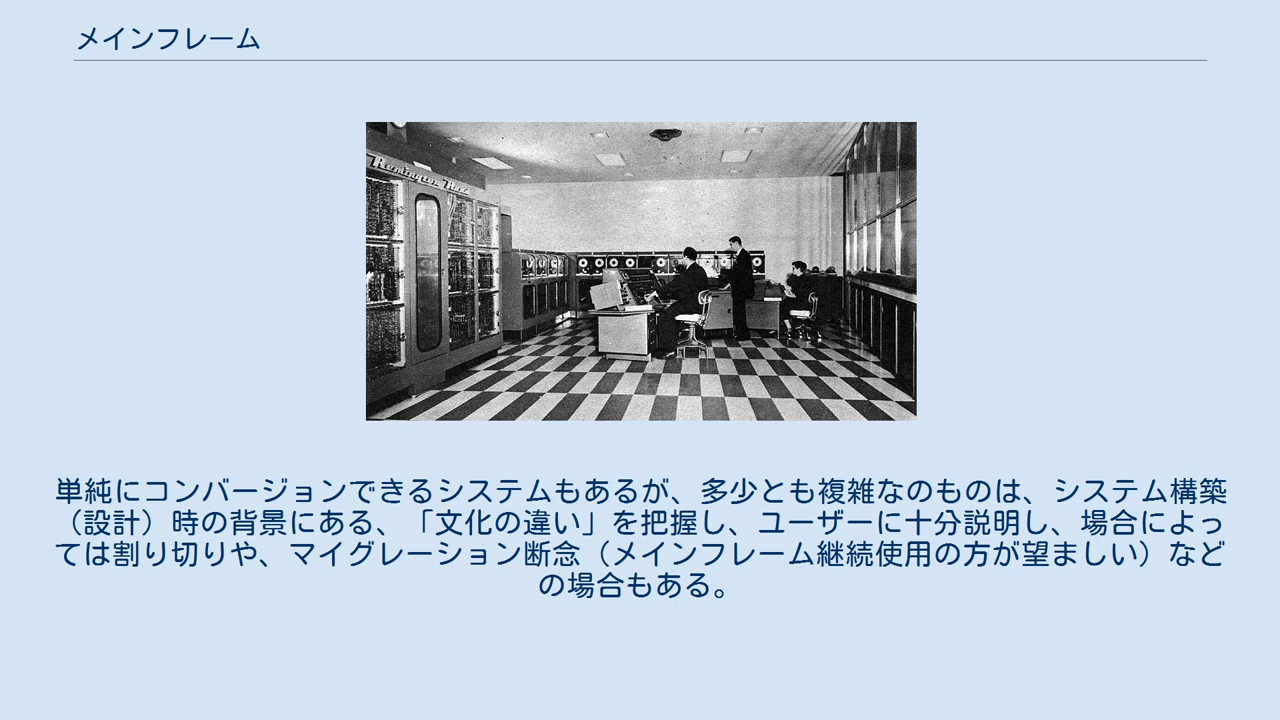 メインフレーム
Remington Rand
単純にコンバージョンできるシステムもあるが、多少とも複雑なのものは、システム構築
（設計）時の背景にある、「文化の違い」を把握し、ユーザーに十分説明し、場合によっ
ては割り切りや、マイグレーション断念（メインフレーム継続使用の方が望ましい）など
の場合もある。